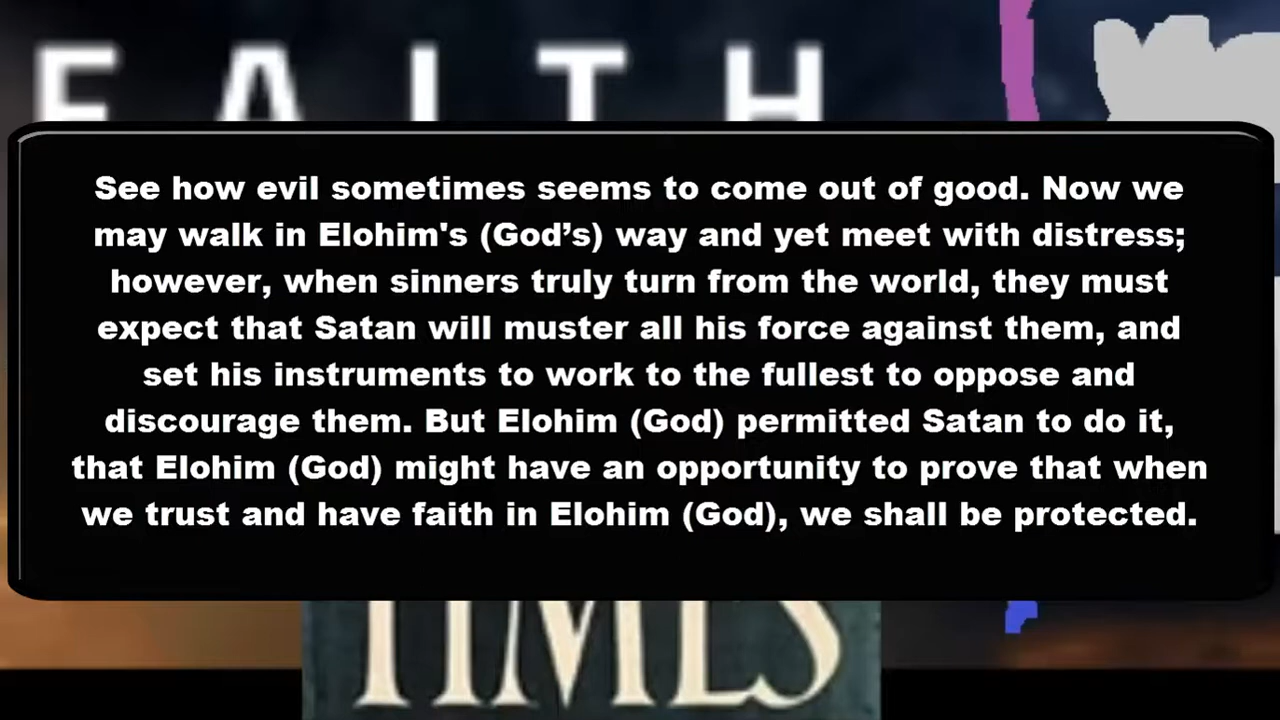 FAITH
See how evil sometimes seems to come out of good. Now we
may walk in Elohim's (God’s) way and yet meet with distress;
however, when sinners truly turn from the world, they must
expect that Satan will muster all his force against them, and
set his instruments to work to the fullest to oppose and
discourage them. But Elohim (God) permitted Satan to do it,
that Elohim (God) might have an opportunity to prove that when
we trust and have faith in Elohim (God), we shall be protected.
TIMES